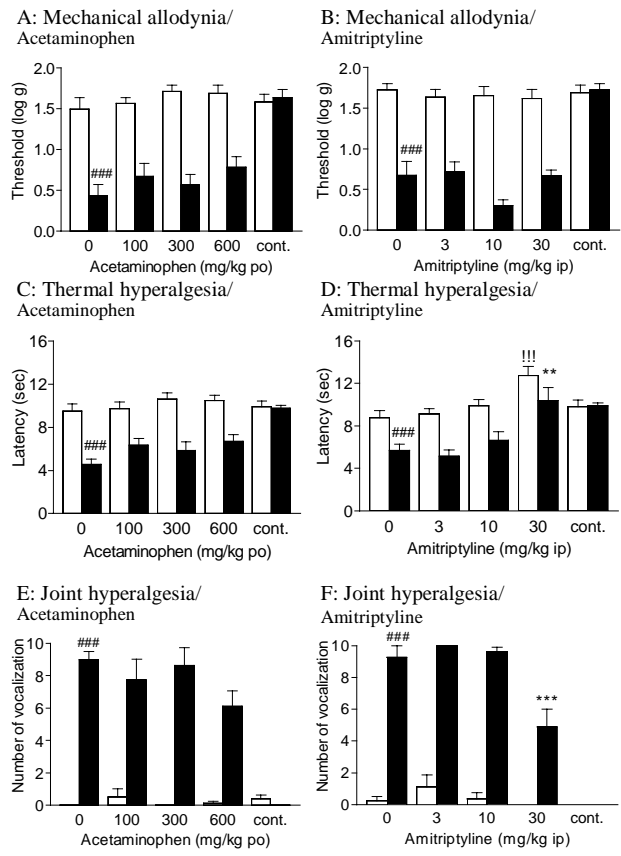 A: Mechanical allodynia/
Acetaminophen
Threshold (log g)
2.0
1.5
1.0
0.5
0.0
###
0 100 300 600 cont.
Acetaminophen (mg/kg po)
B: Mechanical allodynia/
Amitriptyline
Threshold (log g)
2.0
1.5
1.0
0.5
0.0
###
0 3 10 30 cont.
Amitriptyline (mg/kg ip)
C: Thermal hyperalgesia/
Acetaminophen
Latency (sec)
16
12
8
4
0
###
0 100 300 600 cont.
Acetaminophen (mg/kg po)
D: Thermal hyperalgesia/
Amitriptyline
Latency (sec)
16
12
8
4
0
###
!!!
**
0 3 10 30 cont.
Amitriptyline (mg/kg ip)
E: Joint hyperalgesia/
Acetaminophen
Number of vocalization
10
8
6
4
2
0
###
0 100 300 600 cont.
Acetaminophen (mg/kg po)
F: Joint hyperalgesia/
Amitriptyline
Number of vocalization
10
8
6
4
2
0
###
***
0 3 10 30 cont.
Amitriptyline (mg/kg ip)